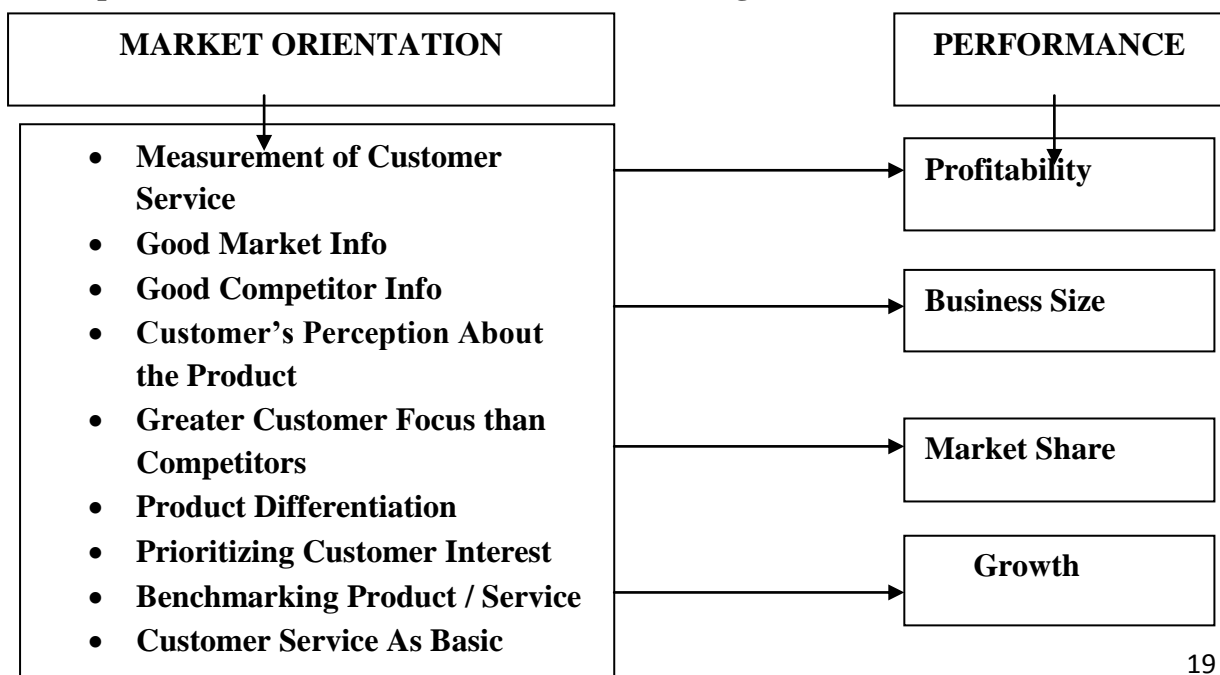 MARKET ORIENTATION
PERFORMANCE
• Measurement of Customer
Service
• Good Market Info
• Good Competitor Info
• Customer's Perception About
the Product
• Greater Customer Focus than
Competitors
• Product Differentiation
• Prioritizing Customer Interest
• Benchmarking Product / Service
• Customer Service As Basic
Profitability
Business Size
Market Share
Growth
19